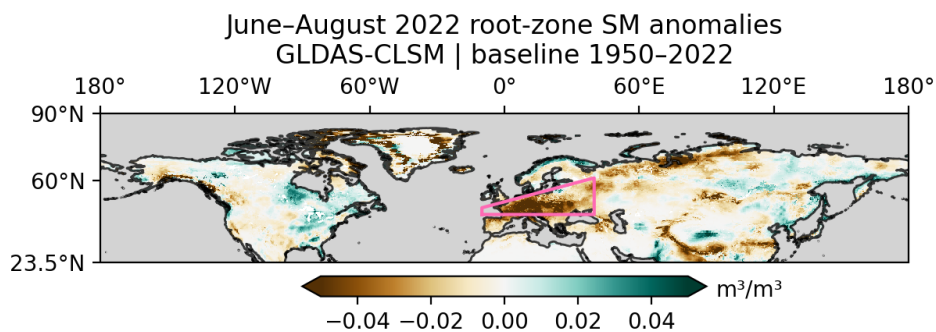 June–August 2022 root-zone SM anomalies
GLDAS-CLSM | baseline 1950–2022
180° 120°W 60°W 0° 60°E 120°E 180°
90°N
60°N
23.5°N
m³/m³
−0.04 −0.02 0.00 0.02 0.04